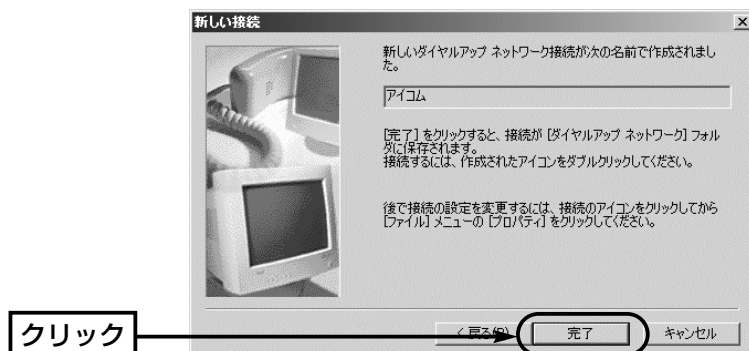 新しい接続
新しいダイヤルアップ ネットワーク接続が次の名前で作成されまし
た。
アイコム
[完了] をクリックすると、接続が [ダイヤルアップ ネットワーク] フォル
ダに保存されます。
接続するには、作成されたアイコンをダブルクリックしてください。
後で接続の設定を変更するには、接続のアイコンをクリックしてから
[ファイル] メニューの [プロパティ] をクリックしてください。
クリック
< 戻る(B)
完了
キャンセル